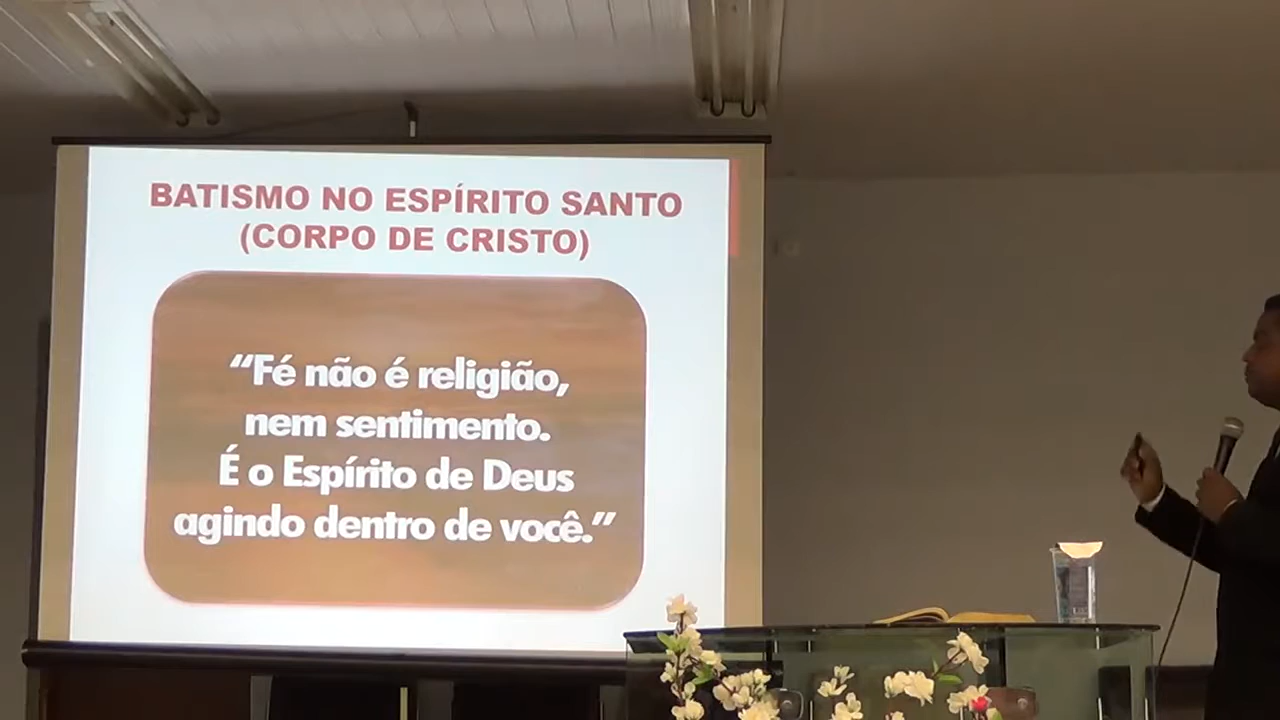 BATISMO NO ESPÍRITO SANTO
(CORPO DE CRISTO)
“Fé não é religião,
nem sentimento.
É o Espírito de Deus
agindo dentro de você.”